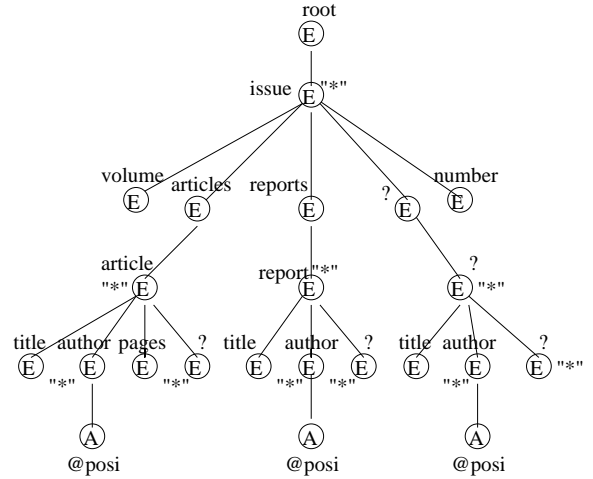 root
E
issue E "*"
volume articles reports ? number
E E E E E
article report "*" ?
"*" E E E "*"
title author pages ? title author ? title author ?
E E E E E E E E E E "*"
"*" "*" "*" "*" "*"
A A A
@posi @posi @posi